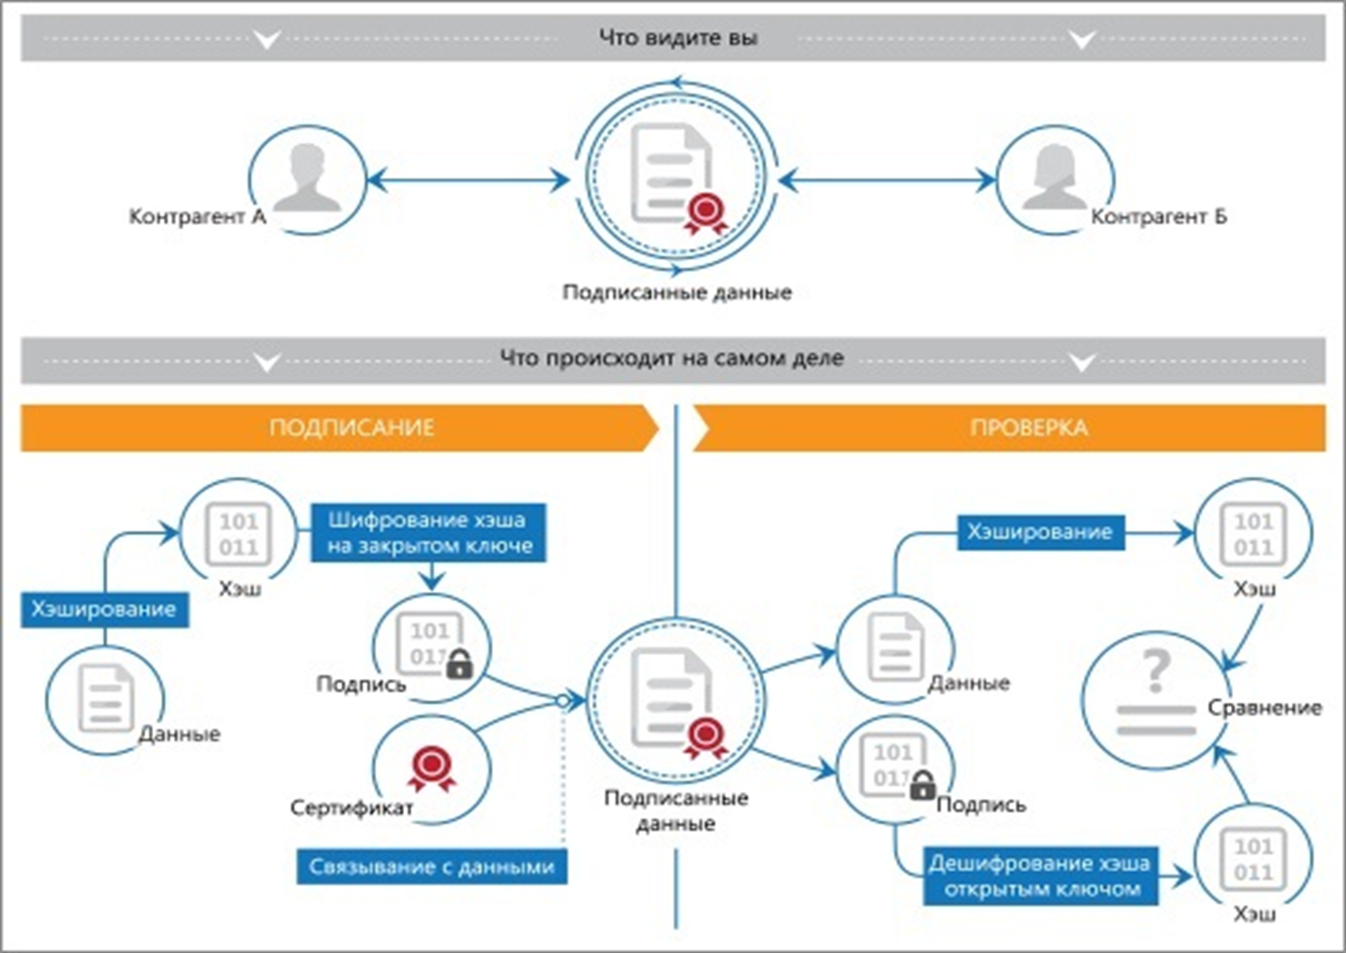 Что видите вы
Контрагент А
Контрагент Б
Подписанные данные
Что происходит на самом деле
ПОДПИСАНИЕ
ПРОВЕРКА
101
011
Хэш
Шифрование хэша
на закрытом ключе
Хэширование
Данные
101
011
Подпись
Сертификат
Связывание с данными
Подписанные
данные
Хэширование
101
011
Хэш
Данные
?
Сравнение
101
011
Подпись
Дешифрование хэша
открытым ключом
101
011
Хэш